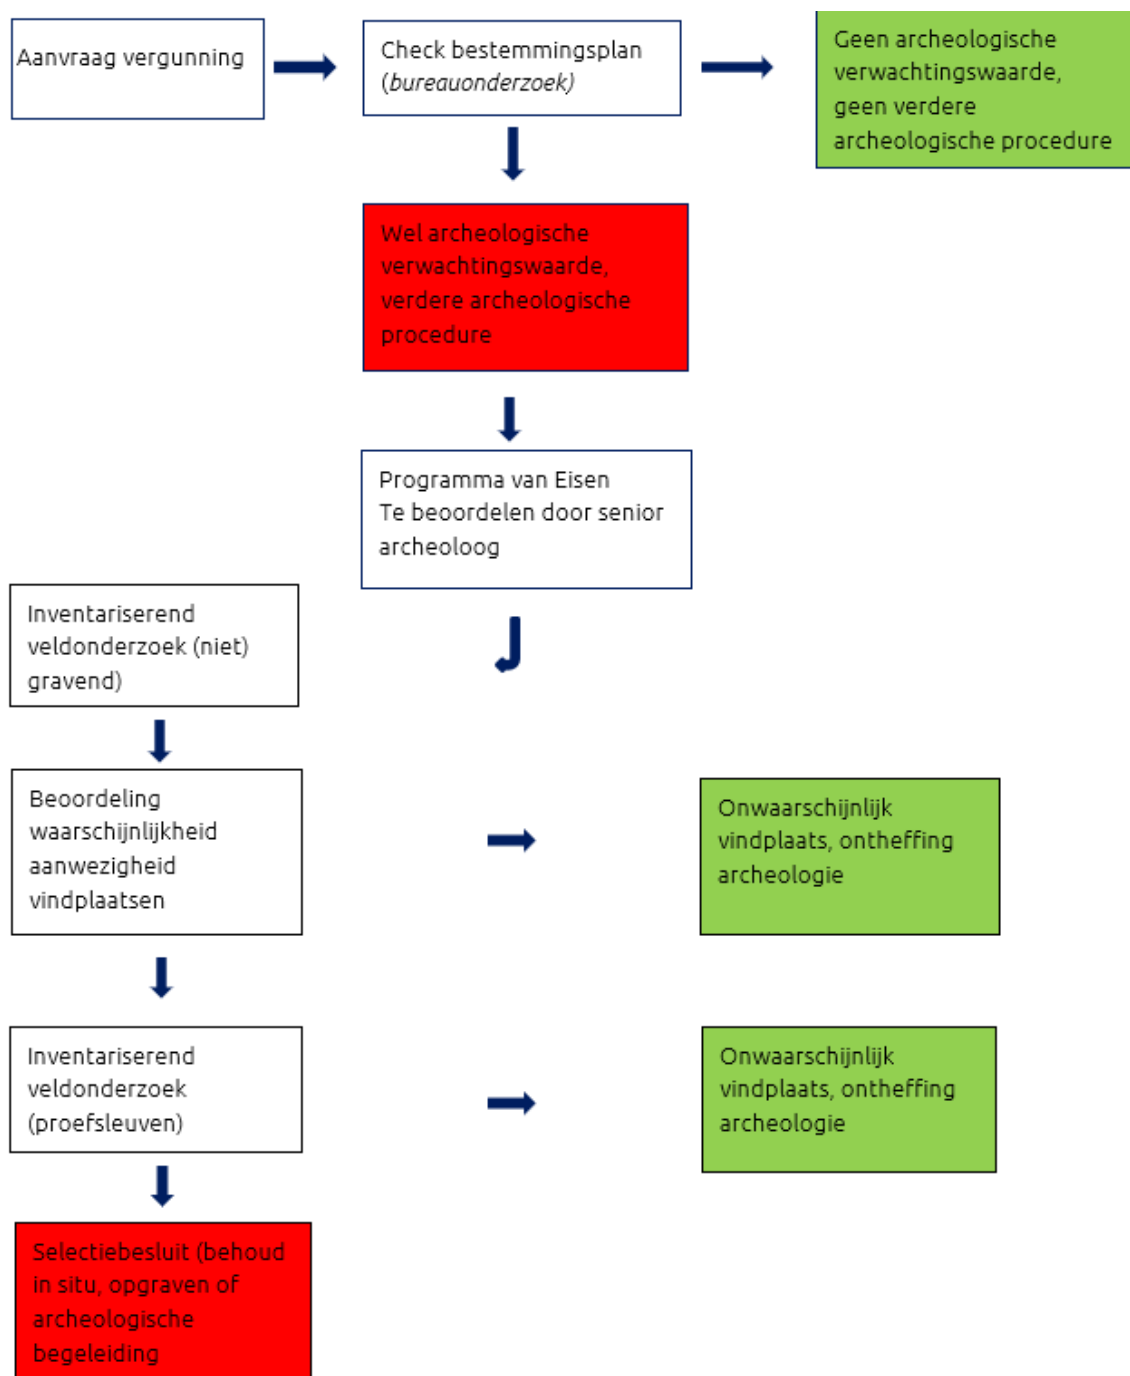 Aanvraag vergunning
Check bestemmingsplan
(bureauonderzoek)
Geen archeologische
verwachtingswaarde,
geen verdere
archeologische procedure
Wel archeologische
verwachtingswaarde,
verdere archeologische
procedure
Programma van Eisen
Te beoordelen door senior
archeoloog
Inventariserend
veldonderzoek (niet)
gravend)
Beoordeling
waarschijnlijkheid
aanwezigheid
vindplaatsen
Onwaarschijnlijk
vindplaats, ontheffing
archeologie
Inventariserend
veldonderzoek
(proefsleuven)
Onwaarschijnlijk
vindplaats, ontheffing
archeologie
Selectiebesluit (behoud
in situ, opgraven of
archeologische
begeleiding